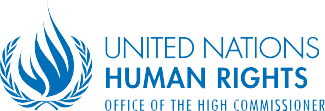 UNITED NATIONS
HUMAN RIGHTS
OFFICE OF THE HIGH COMMISSIONER